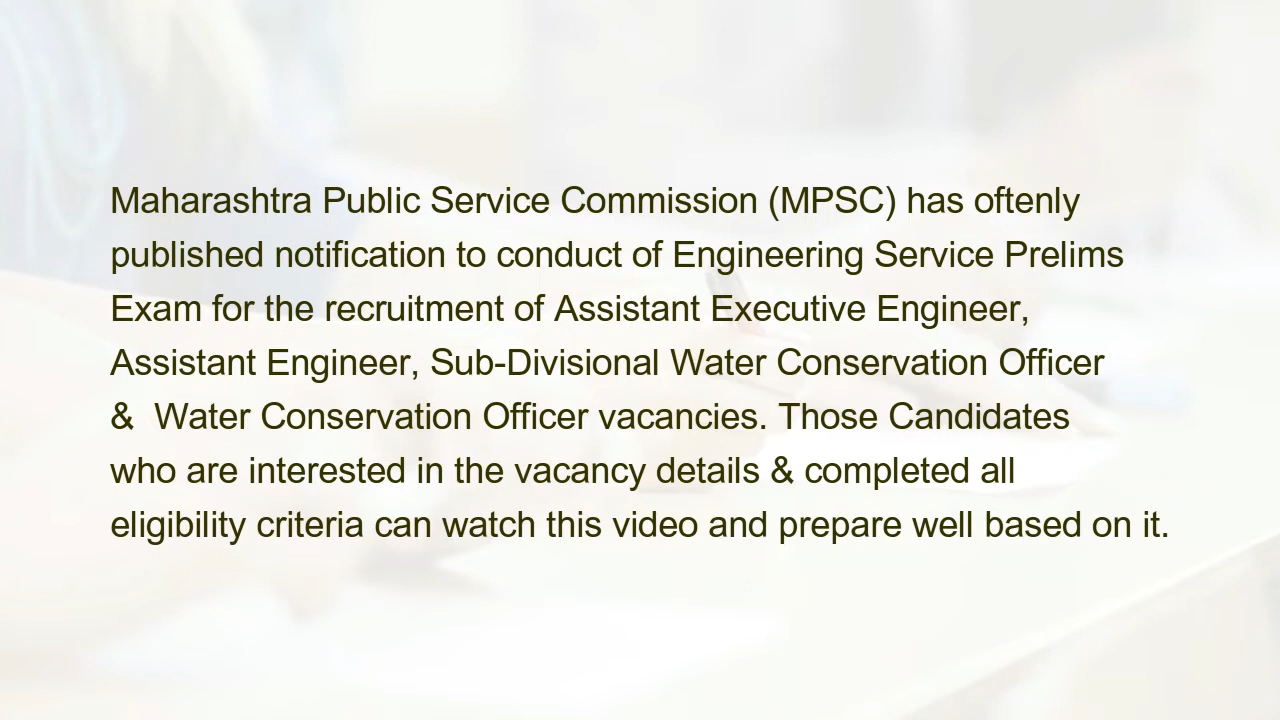 Maharashtra Public Service Commission (MPSC) has oftenly
published notification to conduct of Engineering Service Prelims
Exam for the recruitment of Assistant Executive Engineer,
Assistant Engineer, Sub-Divisional Water Conservation Officer
&  Water Conservation Officer vacancies. Those Candidates
who are interested in the vacancy details & completed all
eligibility criteria can watch this video and prepare well based on it.